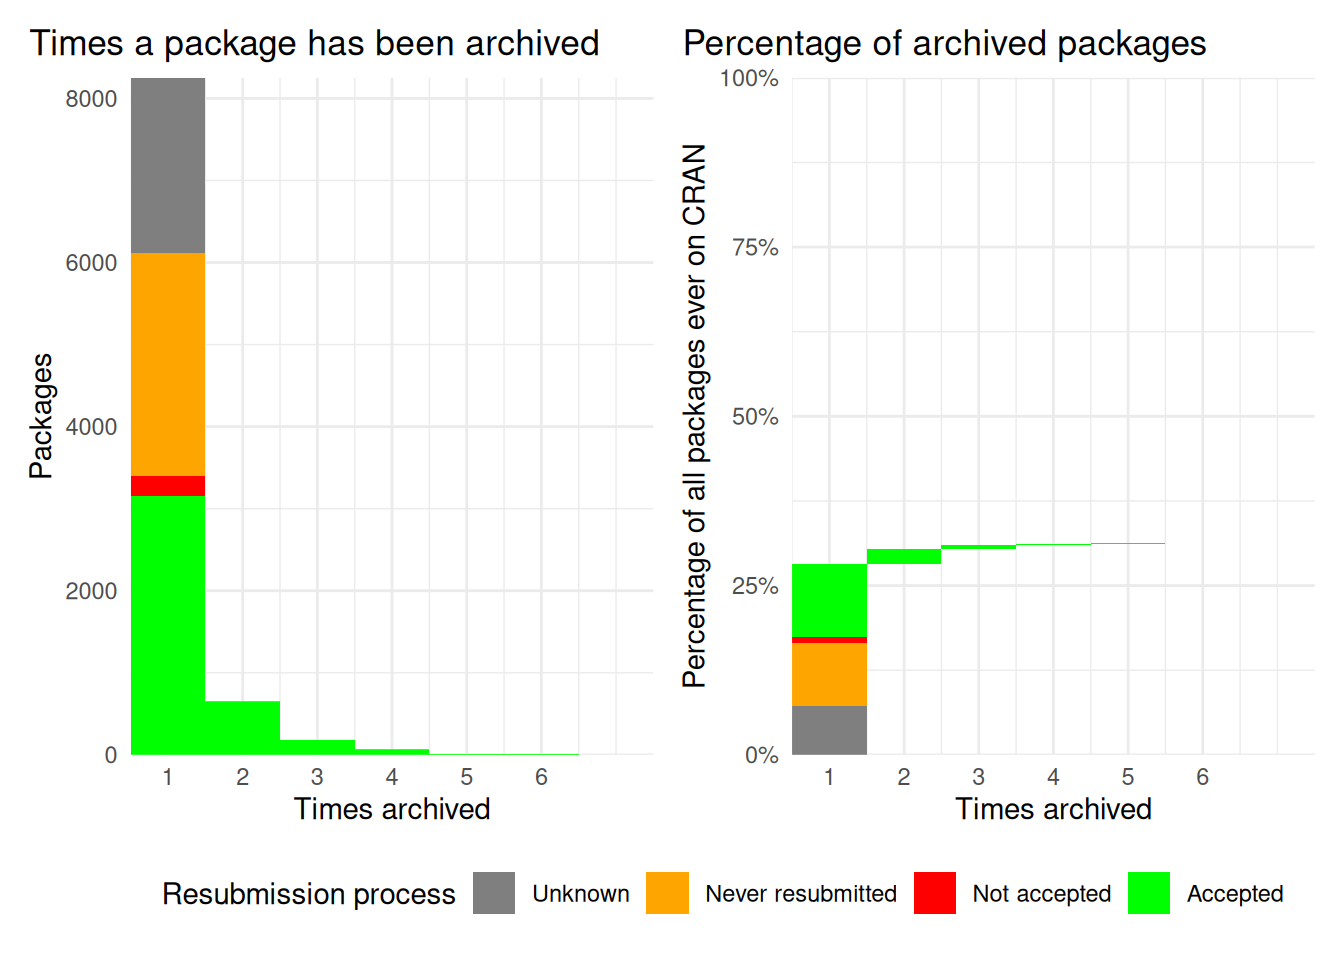 Times a package has been archived
Packages
8000
6000
4000
2000
0
1 2 3 4 5 6
Times archived
Percentage of archived packages
Percentage of all packages ever on CRAN
100%
75%
50%
25%
0%
1 2 3 4 5 6
Times archived
Resubmission process Unknown Never resubmitted Not accepted Accepted